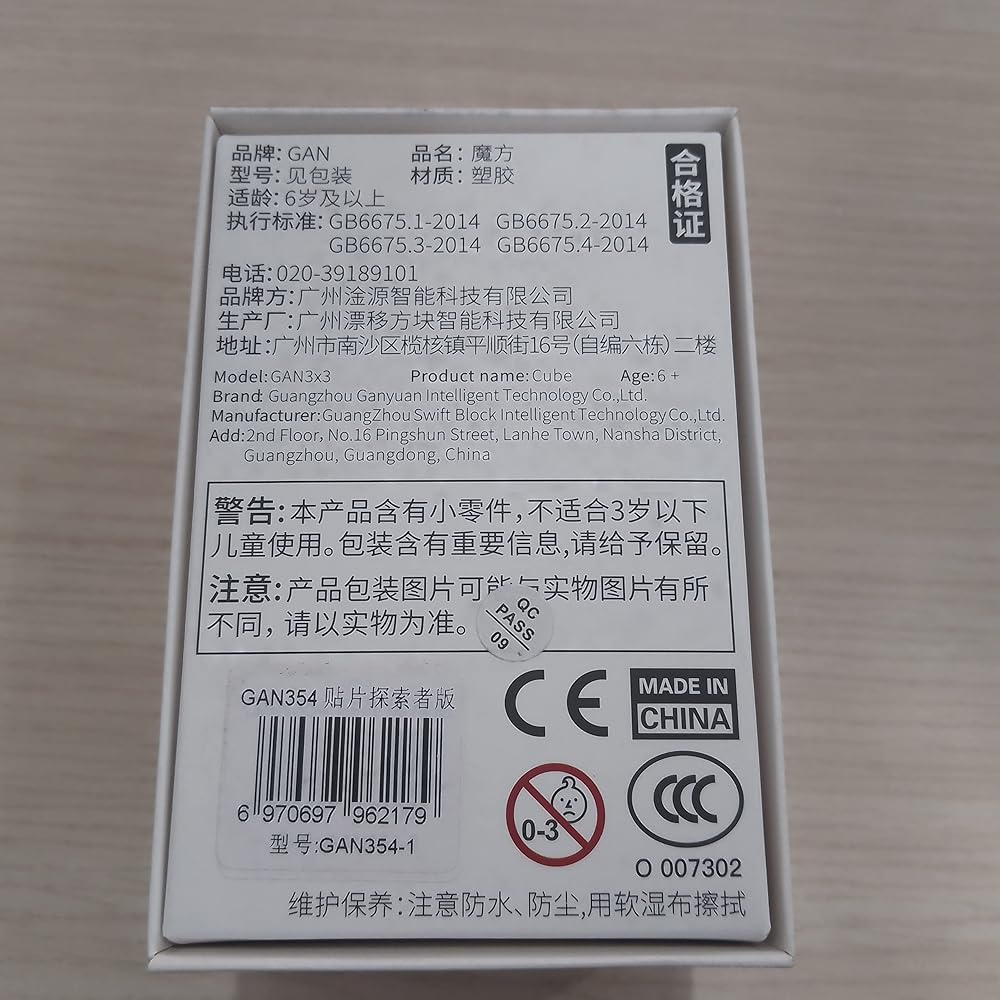 品牌: GAN 品名: 魔方
型号: 见包装 材质: 塑胶
适龄: 6岁及以上
执行标准: GB6675.1-2014 GB6675.2-2014
GB6675.3-2014 GB6675.4-2014
合格证
电话: 020-39189101
品牌方: 广州淦源智能科技有限公司
生产厂: 广州漂移方块智能科技有限公司
地址: 广州市南沙区榄核镇平顺街16号(自编六栋)二楼
Model: GAN3x3 Product name: Cube Age: 6 +
Brand: Guangzhou Ganyuan Intelligent Technology Co.,Ltd.
Manufacturer: GuangZhou Swift Block Intelligent Technology Co.,Ltd.
Add: 2nd Floor, No.16 Pingshun Street, Lanhe Town, Nansha District,
Guangzhou, Guangdong, China
警告: 本产品含有小零件, 不适合3岁以下
儿童使用。包装含有重要信息, 请给予保留。
注意: 产品包装图片可能与实物图片有所
不同, 请以实物为准。
QC
PASS
09
GAN354 贴片探索者版
6 970697 962179
型号:GAN354-1
CE
MADE IN
CHINA
0-3
CCC
O 007302
维护保养: 注意防水、防尘, 用软湿布擦拭